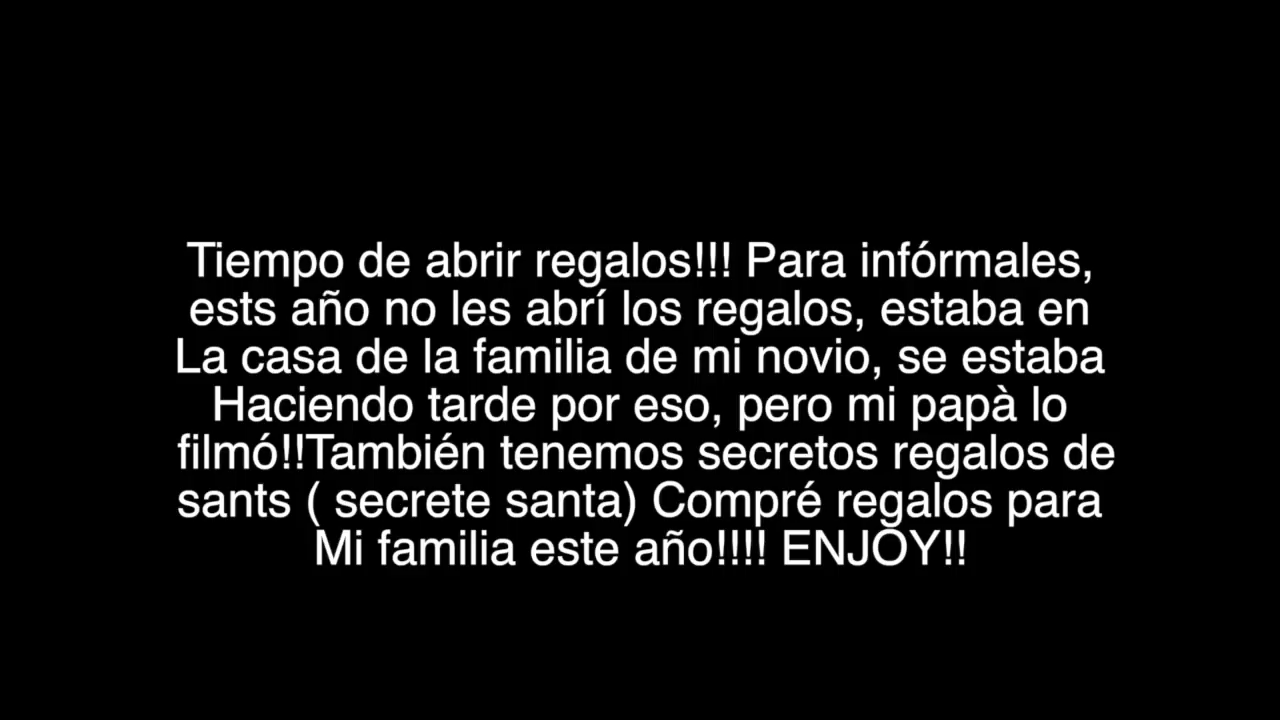 Tiempo de abrir regalos!!! Para infórmales,
ests año no les abrí los regalos, estaba en
La casa de la familia de mi novio, se estaba
Haciendo tarde por eso, pero mi papà lo
filmó!!También tenemos secretos regalos de
sants ( secrete santa) Compré regalos para
Mi familia este año!!!! ENJOY!!